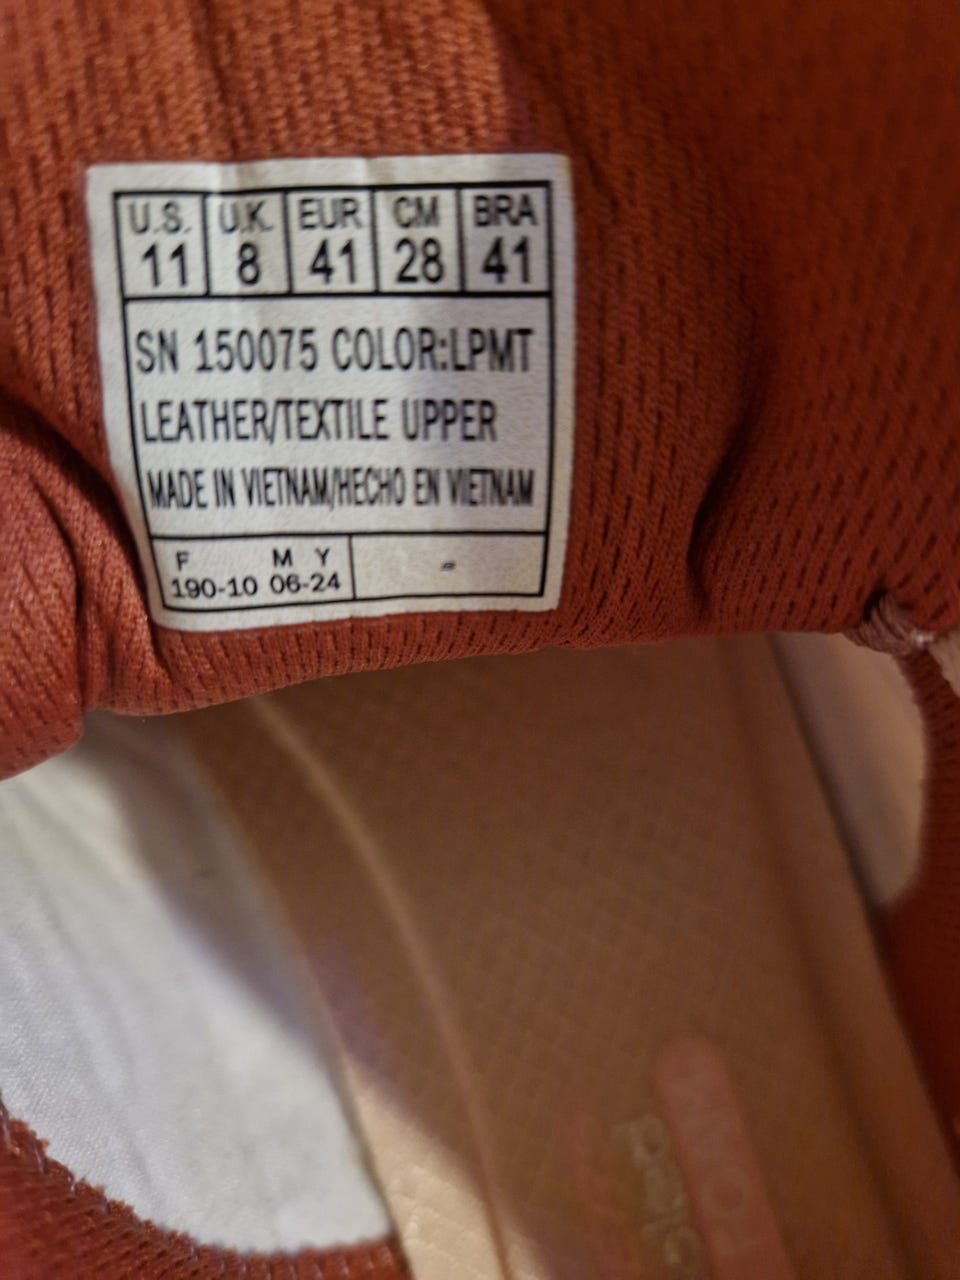 U.S. U.K. EUR CM BRA
11 8 41 28 41
SN 150075 COLOR:LPMT
LEATHER/TEXTILE UPPER
MADE IN VIETNAM/HECHO EN VIETNAM
F M Y
190-10 06-24